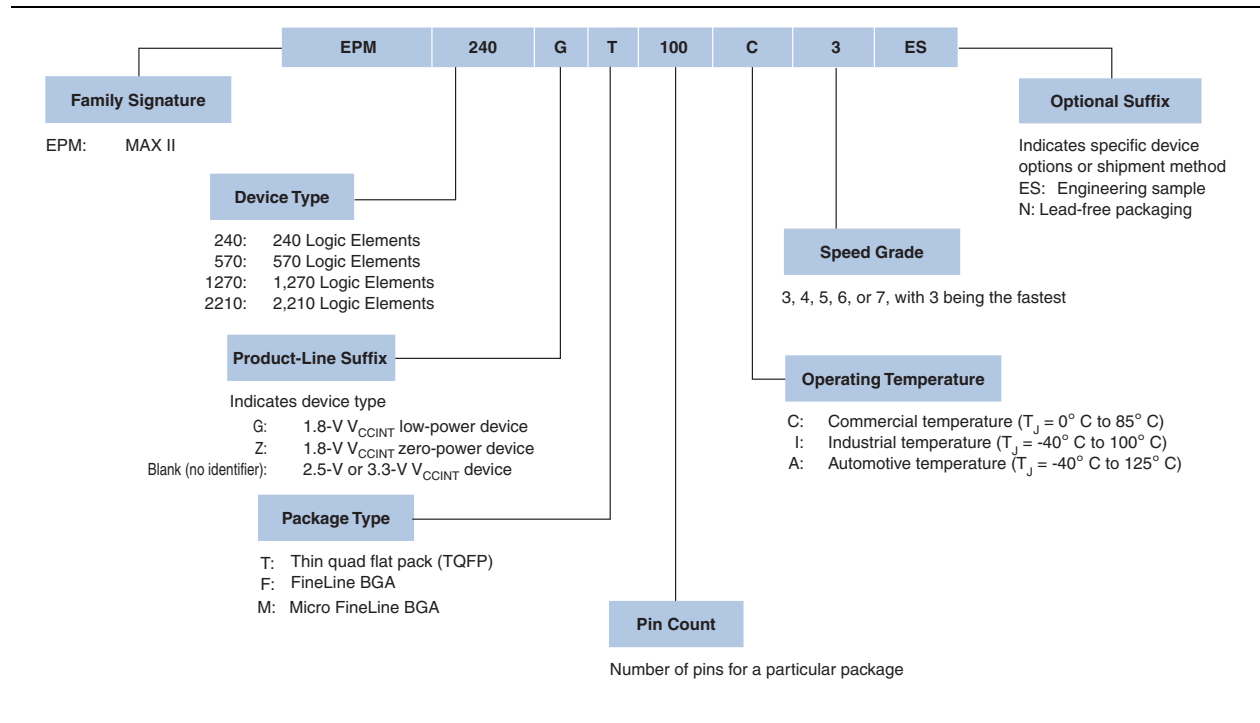 EPM 240 G T 100 C 3 ES
Family Signature
EPM: MAX II
Optional Suffix
Indicates specific device
options or shipment method
ES: Engineering sample
N: Lead-free packaging
Device Type
240: 240 Logic Elements
570: 570 Logic Elements
1270: 1,270 Logic Elements
2210: 2,210 Logic Elements
Speed Grade
3, 4, 5, 6, or 7, with 3 being the fastest
Product-Line Suffix
Indicates device type
G: 1.8-V VCCINT low-power device
Z: 1.8-V VCCINT zero-power device
Blank (no identifier): 2.5-V or 3.3-V VCCINT device
Operating Temperature
C: Commercial temperature (TJ = 0° C to 85° C)
I: Industrial temperature (TJ = -40° C to 100° C)
A: Automotive temperature (TJ = -40° C to 125° C)
Package Type
T: Thin quad flat pack (TQFP)
F: FineLine BGA
M: Micro FineLine BGA
Pin Count
Number of pins for a particular package